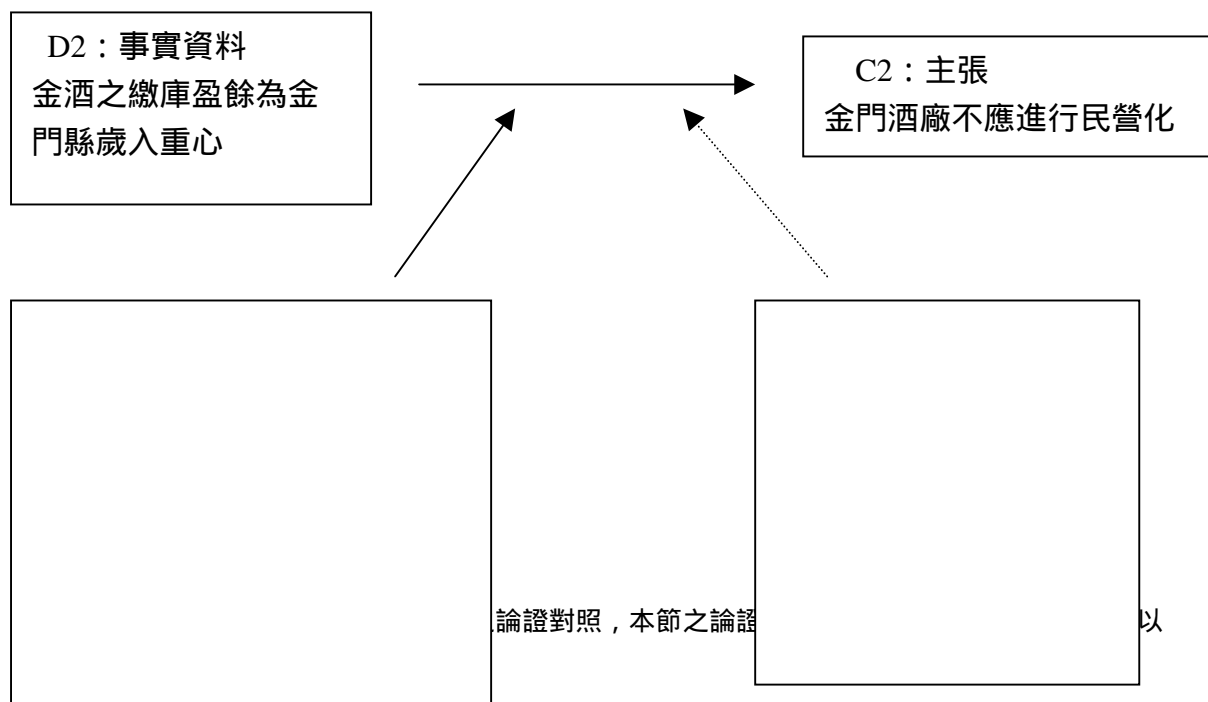 D2：事實資料
金酒之繳庫盈餘為金
門縣歲入重心
C2：主張
金門酒廠不應進行民營化
論證對照，本節之論證 以